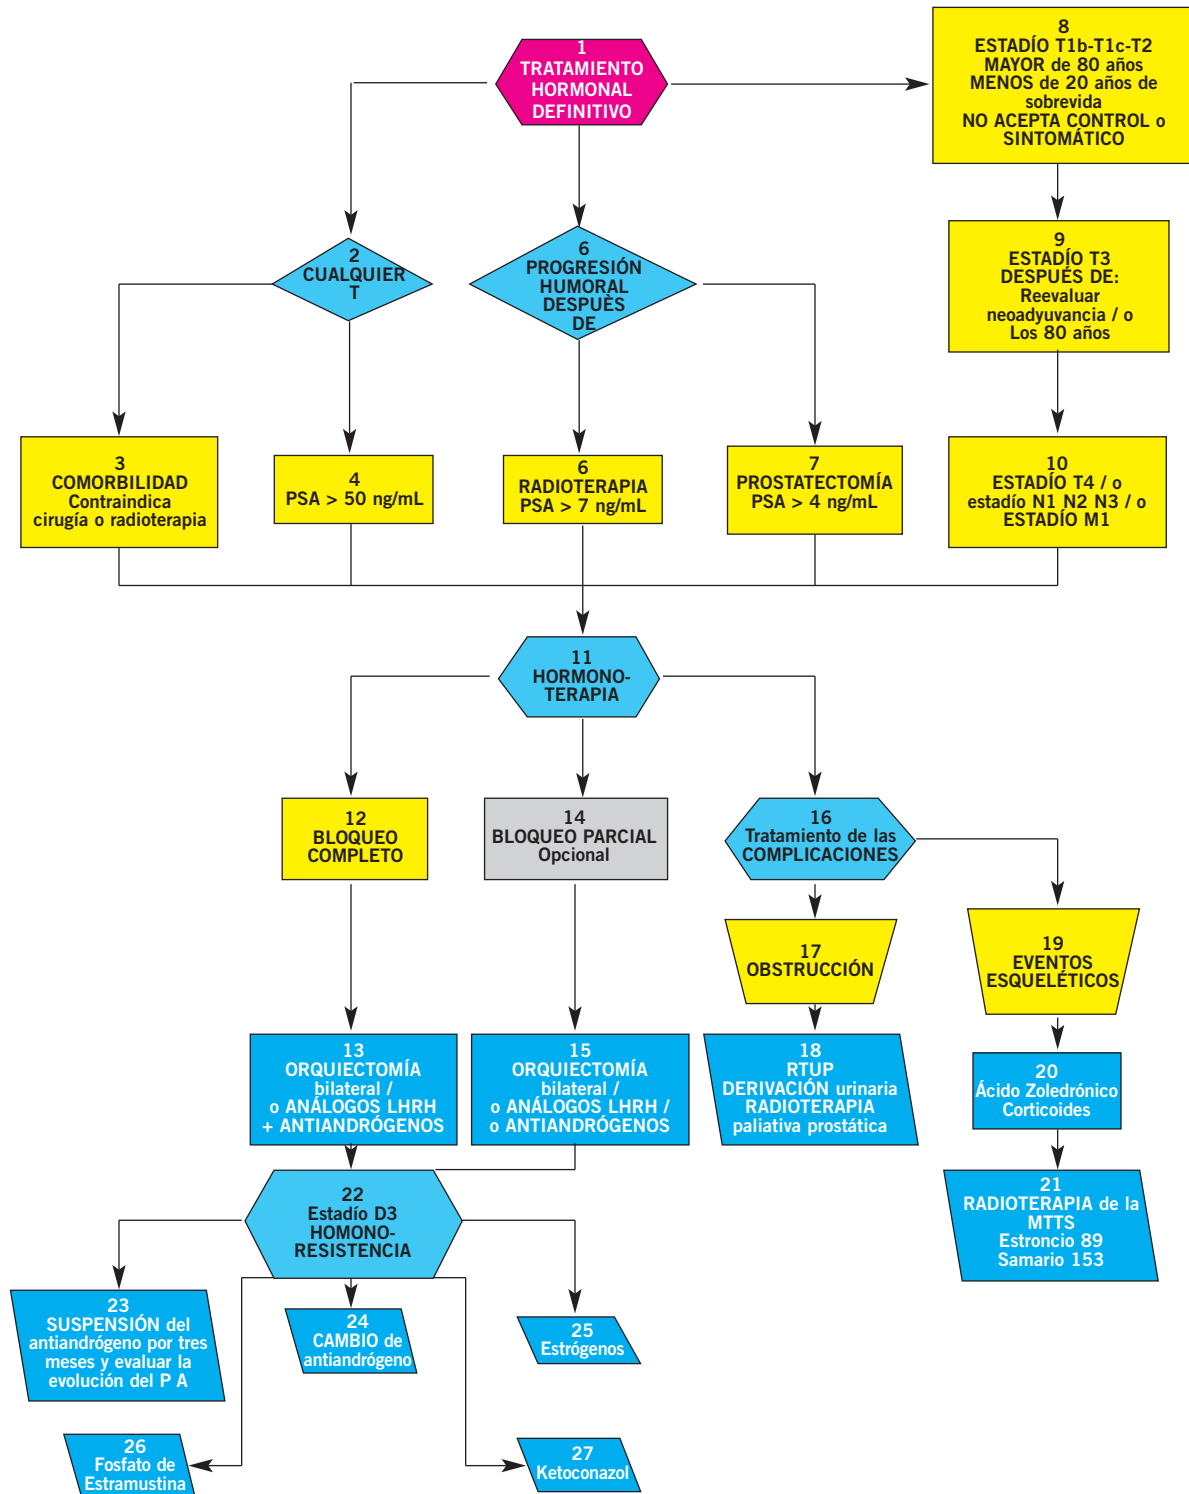 1
TRATAMIENTO
HORMONAL
DEFINITIVO
8
ESTADÍO T1b-T1c-T2
MAYOR de 80 años
MENOS de 20 años de
sobrevida
NO ACEPTA CONTROL o
SINTOMÁTICO
2
CUALQUIER
T
6
PROGRESIÓN
HUMORAL
DESPUÈS
DE
9
ESTADÍO T3
DESPUÉS DE:
Reevaluar
neoadyuvancia / o
Los 80 años
3
COMORBILIDAD
Contraindica
cirugía o radioterapia
4
PSA > 50 ng/mL
6
RADIOTERAPIA
PSA > 7 ng/mL
7
PROSTATECTOMÍA
PSA > 4 ng/mL
10
ESTADÍO T4 / o
estadío N1 N2 N3 / o
ESTADÍO M1
11
HORMONO-
TERAPIA
12
BLOQUEO
COMPLETO
14
BLOQUEO PARCIAL
Opcional
16
Tratamiento de las
COMPLICACIONES
17
OBSTRUCCIÓN
19
EVENTOS
ESQUELÉTICOS
13
ORQUIECTOMÍA
bilateral /
o ANÁLOGOS LHRH
+ ANTIANDRÓGENOS
15
ORQUIECTOMÍA
bilateral /
o ANÁLOGOS LHRH /
o ANTIANDRÓGENOS
18
RTUP
DERIVACIÓN urinaria
RADIOTERAPIA
paliativa prostática
20
Ácido Zoledrónico
Corticoides
21
RADIOTERAPIA de la
MTTS
Estroncio 89
Samario 153
22
Estadío D3
HOMONO-
RESISTENCIA
23
SUSPENSIÓN del
antiandrógeno por tres
meses y evaluar la
evolución del P A
24
CAMBIO de
antiandrógeno
25
Estrógenos
26
Fosfato de
Estramustina
27
Ketoconazol